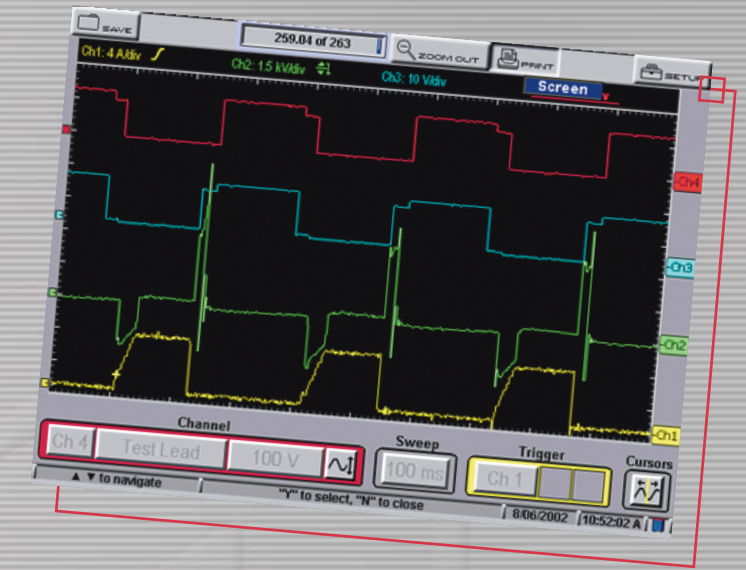 SAVE
259.04 of 263
ZOOM OUT
PRINT
SETUP
Ch1: 4 A/div
Ch2: 1.5 kV/div
Ch3: 10 V/div
Screen
Ch4
Ch3
Ch2
Ch1
Channel
Sweep
Trigger
Cursors
Ch 4
Test Lead
100 V
100 ms
Ch 1
▲ ▼ to navigate
"Y" to select, "N" to close
8/06/2002
10:52:02 A